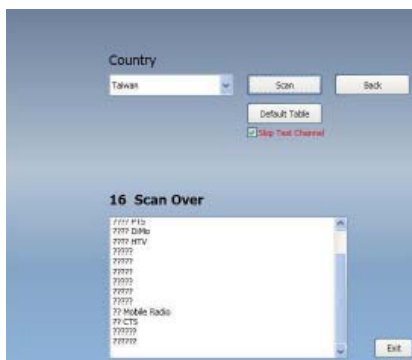 Country
Taiwan
Scan
Back
Default Table
Skip Test Channel
16 Scan Over
???? PTS
???? DiMo
???? HTV
?????
?????
?????
?????
?????
?? Mobile Radio
?? CTS
??????
??????
Exit